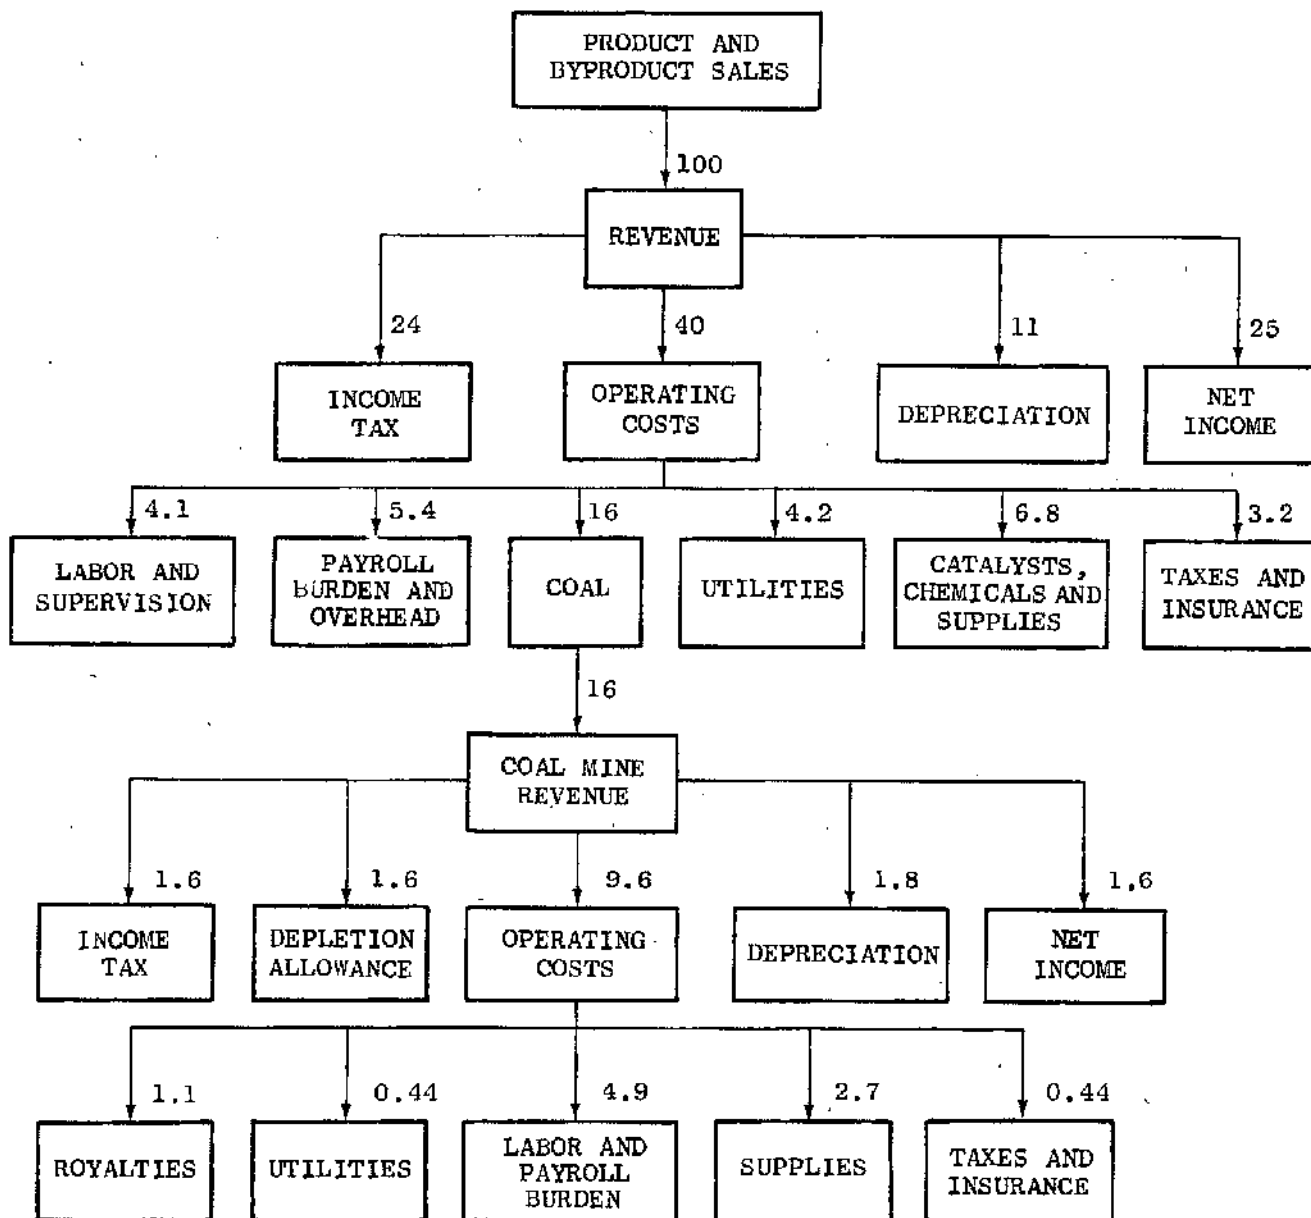 PRODUCT AND
BYPRODUCT SALES
100
REVENUE
24
40
11
25
INCOME
TAX
OPERATING
COSTS
DEPRECIATION
NET
INCOME
4.1
5.4
16
4.2
6.8
3.2
LABOR AND
SUPERVISION
PAYROLL
BURDEN AND
OVERHEAD
COAL
UTILITIES
CATALYSTS,
CHEMICALS AND
SUPPLIES
TAXES AND
INSURANCE
16
COAL MINE
REVENUE
1.6
1.6
9.6
1.8
1.6
INCOME
TAX
DEPLETION
ALLOWANCE
OPERATING
COSTS
DEPRECIATION
NET
INCOME
1.1
0.44
4.9
2.7
0.44
ROYALTIES
UTILITIES
LABOR AND
PAYROLL
BURDEN
SUPPLIES
TAXES AND
INSURANCE